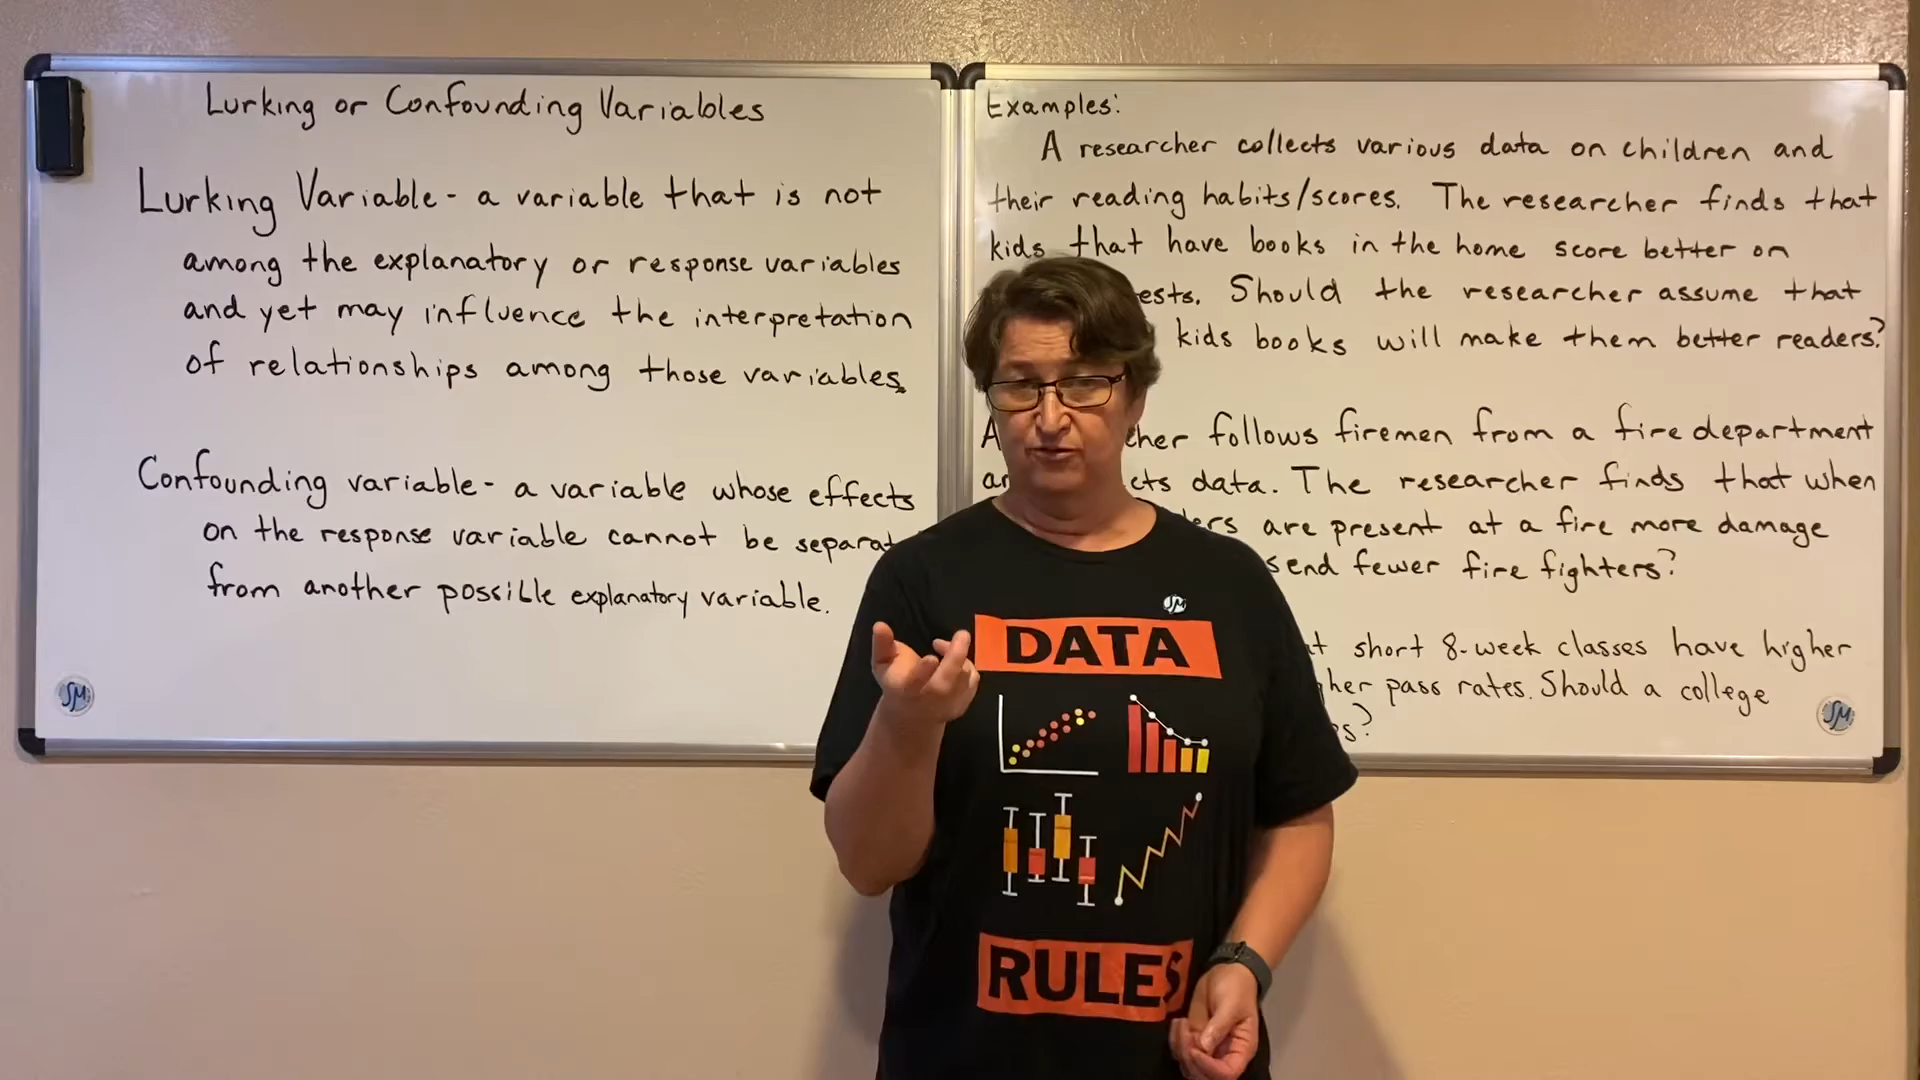 Lurking or Confounding Variables
Lurking Variable - a variable that is not
among the explanatory or response variables
and yet may influence the interpretation
of relationships among those variables.
Confounding variable - a variable whose effects
on the response variable cannot be separat
from another possible explanatory variable.
SM
Examples:
A researcher collects various data on children and
their reading habits/scores. The researcher finds that
kids that have books in the home score better on
ests. Should the researcher assume that
kids books will make them better readers?
A her follows firemen from a fire department
an cts data. The researcher finds that when
ers are present at a fire more damage
send fewer fire fighters?
t short 8-week classes have higher
her pass rates. Should a college
s?
SM
SM
DATA
RULES